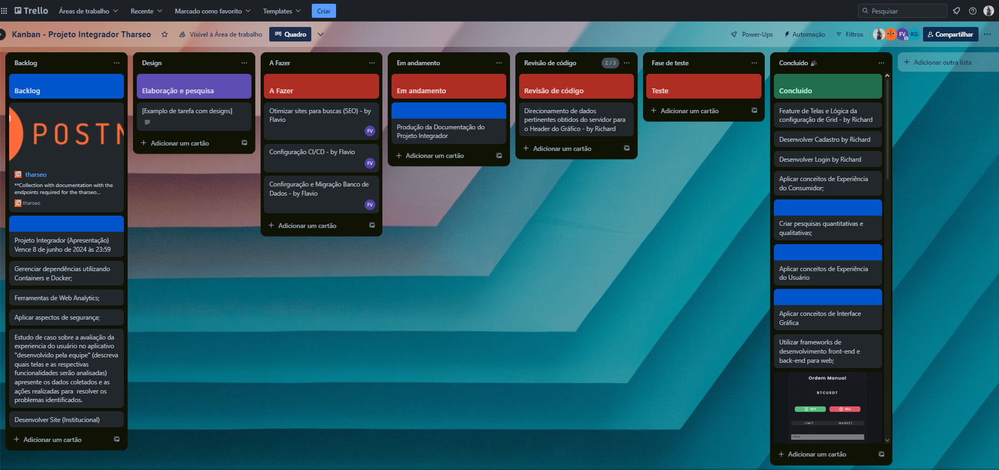 Trello
Áreas de trabalho
Recente
Marcado como favorito
Templates
Criar
Pesquisar
Kanban - Projeto Integrador Tharseo
Visível à Área de trabalho
Quadro
Power-Ups
Automação
Filtros
FV
RG
Compartilhar
Backlog
Backlog
POSTM
tharseo
**Collection with documentation with the
endpoints required for the tharseo...
tharseo
Projeto Integrador (Apresentação)
Vence 8 de junho de 2024 às 23:59
Gerenciar dependências utilizando
Containers e Docker;
Ferramentas de Web Analytics;
Aplicar aspectos de segurança;
Estudo de caso sobre a avaliação da
experiencia do usuário no aplicativo
"desenvolvido pela equipe" (descreva
quais telas e as respectivas
funcionalidades serão analisadas)
apresente os dados coletados e as
ações realizadas para resolver os
problemas identificados.
Desenvolver Site (Institucional)
+ Adicionar um cartão
Design
Elaboração e pesquisa
[Exemplo de tarefa com designs]
+ Adicionar um cartão
A Fazer
A Fazer
Otimizar sites para buscas (SEO) - by
Flavio
FV
Configuração CI/CD - by Flavio
FV
Confirguração e Migração Banco de
Dados - by Flavio
FV
+ Adicionar um cartão
Em andamento
Em andamento
Produção da Documentação do
Projeto Integrador
+ Adicionar um cartão
Revisão de código
2 / 3
Revisão de código
Direcionamento de dados
pertinentes obtidos do servidor para
o Header do Gráfico - by Richard
+ Adicionar um cartão
Fase de teste
Teste
+ Adicionar um cartão
Concluído 🎉
Concluído
Feature de Telas e Lógica da
configuração de Grid - by Richard
Desenvolver Cadastro by Richard
Desenvolver Login by Richard
Aplicar conceitos de Experiência
do Consumidor;
Criar pesquisas quantitativas e
qualitativas;
Aplicar conceitos de Experiência
do Usuário
Aplicar conceitos de Interface
Gráfica
Utilizar frameworks de
desenvolvimento front-end e
back-end para web;
Ordem Manual
BTCUSDT
BUY
SELL
LIMIT
MARKET
Price
+ Adicionar um cartão
+ Adicionar outra lista